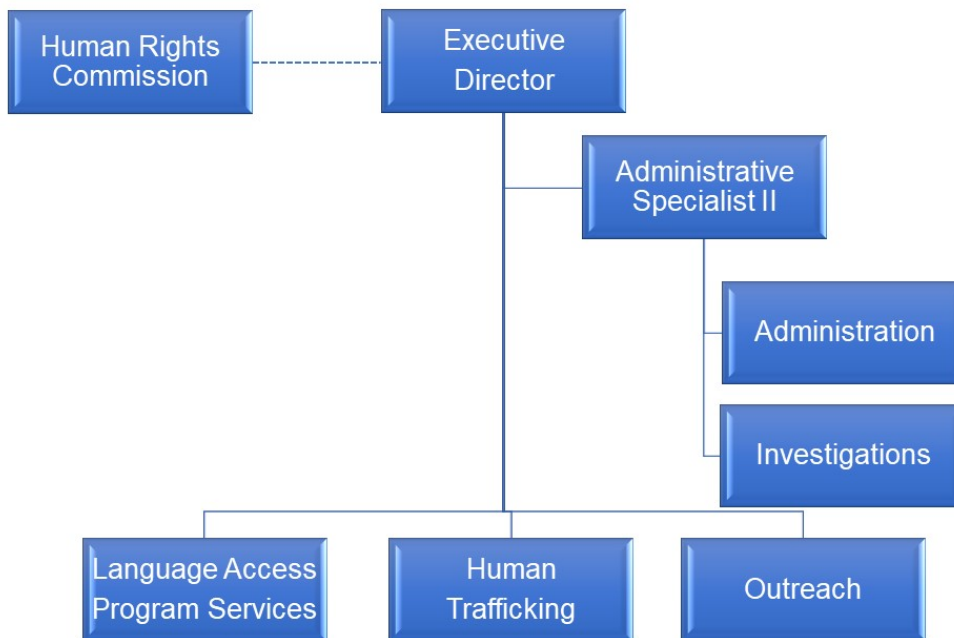 Human Rights
Commission
Executive
Director
Administrative
Specialist II
Administration
Investigations
Language Access
Program Services
Human
Trafficking
Outreach